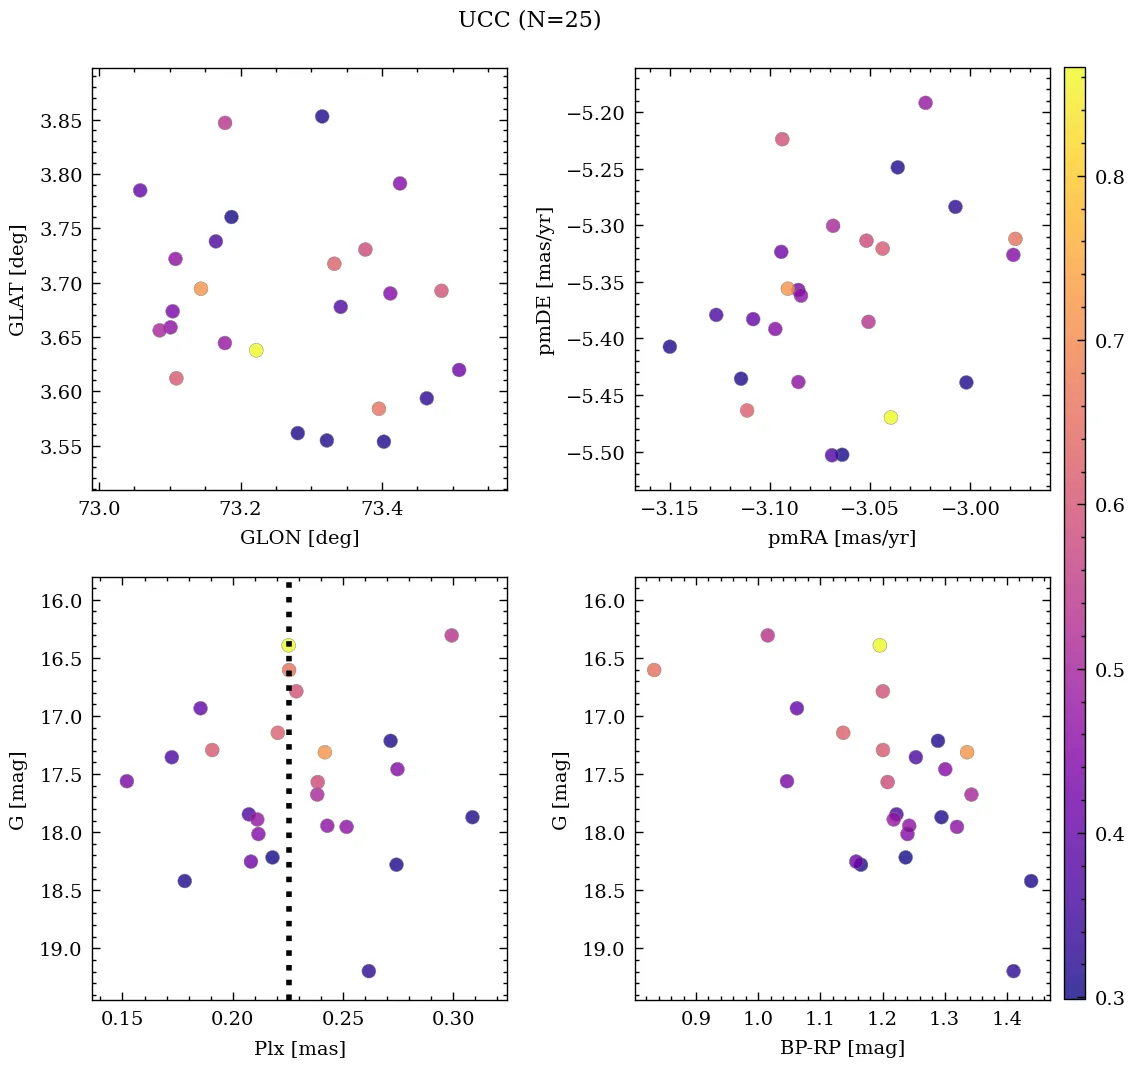 UCC (N=25)
3.85
3.80
3.75
3.70
3.65
3.60
3.55
GLAT [deg]
73.0 73.2 73.4
GLON [deg]
−5.20
−5.25
−5.30
−5.35
−5.40
−5.45
−5.50
pmDE [mas/yr]
−3.15 −3.10 −3.05 −3.00
pmRA [mas/yr]
16.0
16.5
17.0
17.5
18.0
18.5
19.0
G [mag]
0.15 0.20 0.25 0.30
Plx [mas]
16.0
16.5
17.0
17.5
18.0
18.5
19.0
G [mag]
0.9 1.0 1.1 1.2 1.3 1.4
BP-RP [mag]
0.8
0.7
0.6
0.5
0.4
0.3